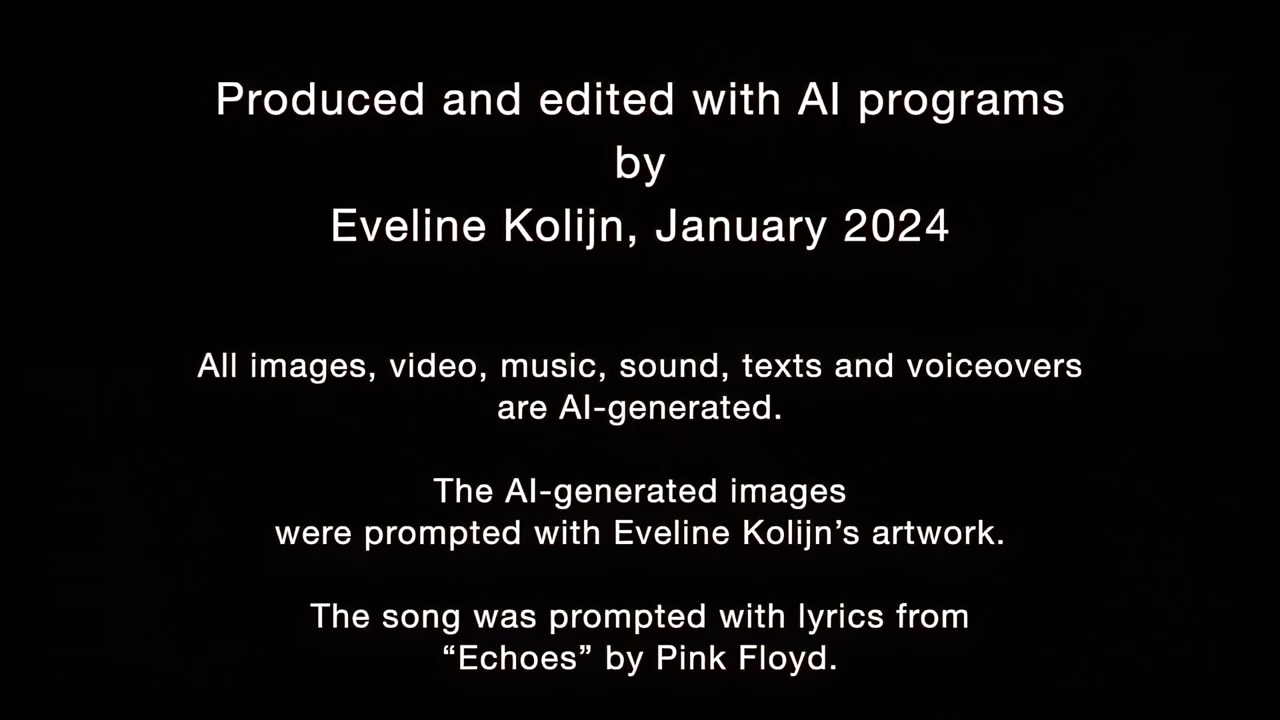 Produced and edited with AI programs
by
Eveline Kolijn, January 2024
All images, video, music, sound, texts and voiceovers
are AI-generated.
The AI-generated images
were prompted with Eveline Kolijn’s artwork.
The song was prompted with lyrics from
“Echoes” by Pink Floyd.